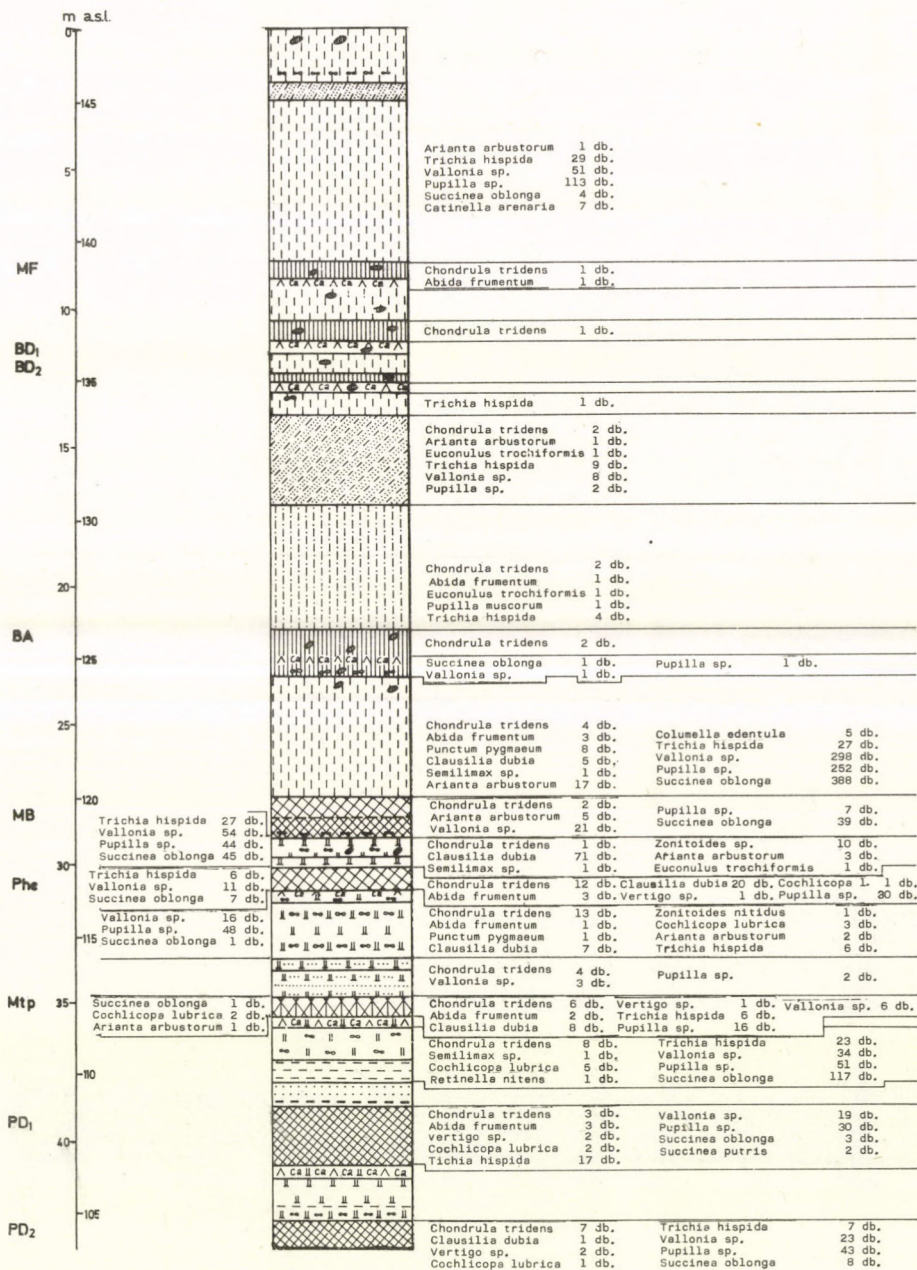 m a.s.l.
0
145
Arianta arbustorum 1 db.
Trichia hispida 29 db.
Vallonia sp. 51 db.
5
Pupilla sp. 113 db.
Succinea oblonga 4 db.
Catinella arenaria 7 db.
140
MF
Chondrula tridens 1 db.
Abida frumentum 1 db.
ca ca ca
10
Chondrula tridens 1 db.
BD1
ca ca ca
BD2
136
ca ca ca ca
Trichia hispida 1 db.
Chondrula tridens 2 db.
Arianta arbustorum 1 db.
15
Euconulus trochiformis 1 db.
Trichia hispida 9 db.
Vallonia sp. 8 db.
Pupilla sp. 2 db.
130
Chondrula tridens 2 db.
Abida frumentum 1 db.
20
Euconulus trochiformis 1 db.
Pupilla muscorum 1 db.
Trichia hispida 4 db.
BA
Chondrula tridens 2 db.
125
ca ca ca
Succinea oblonga 1 db. Pupilla sp. 1 db.
Vallonia sp. 1 db.
25
Chondrula tridens 4 db. Columella edentula 5 db.
Abida frumentum 3 db. Trichia hispida 27 db.
Punctum pygmaeum 8 db. Vallonia sp. 298 db.
Clausilia dubia 5 db. Pupilla sp. 252 db.
Semilimax sp. 1 db. Succinea oblonga 388 db.
Arianta arbustorum 17 db.
120
MB
Chondrula tridens 2 db. Pupilla sp. 7 db.
Arianta arbustorum 5 db. Succinea oblonga 39 db.
Vallonia sp. 21 db.
Trichia hispida 27 db.
Vallonia sp. 54 db.
Pupilla sp. 44 db.
Succinea oblonga 45 db.
Chondrula tridens 1 db. Zonitoides sp. 10 db.
Clausilia dubia 71 db. Arianta arbustorum 3 db.
Semilimax sp. 1 db. Euconulus trochiformis 1 db.
30
Phe
Trichia hispida 6 db.
Vallonia sp. 11 db.
Succinea oblonga 7 db.
Chondrula tridens 12 db. Clausilia dubia 20 db. Cochlicopa l. 1 db.
Abida frumentum 3 db. Vertigo sp. 1 db. Pupilla sp. 30 db.
ca ca
Vallonia sp. 16 db.
Pupilla sp. 48 db.
Succinea oblonga 1 db.
115
Chondrula tridens 13 db. Zonitoides nitidus 1 db.
Abida frumentum 1 db. Cochlicopa lubrica 3 db.
Punctum pygmaeum 1 db. Arianta arbustorum 2 db
Clausilia dubia 7 db. Trichia hispida 6 db.
Chondrula tridens 4 db. Pupilla sp. 2 db.
Vallonia sp. 3 db.
Mtp
35
Succinea oblonga 1 db.
Cochlicopa lubrica 2 db.
Arianta arbustorum 1 db.
Chondrula tridens 6 db. Vertigo sp. 1 db. Vallonia sp. 6 db.
Abida frumentum 2 db. Trichia hispida 6 db.
Clausilia dubia 8 db. Pupilla sp. 16 db.
ca ca ca ca
Chondrula tridens 8 db. Trichia hispida 23 db.
Semilimax sp. 1 db. Vallonia sp. 34 db.
Cochlicopa lubrica 5 db. Pupilla sp. 51 db.
Retinella nitens 1 db. Succinea oblonga 117 db.
110
PD1
40
Chondrula tridens 3 db. Vallonia sp. 19 db.
Abida frumentum 3 db. Pupilla sp. 30 db.
Vertigo sp. 2 db. Succinea oblonga 3 db.
Cochlicopa lubrica 2 db. Succinea putris 2 db.
Tichia hispida 17 db.
ca ca ca ca
105
PD2
Chondrula tridens 7 db. Trichia hispida 7 db.
Clausilia dubia 1 db. Vallonia sp. 23 db.
Vertigo sp. 2 db. Pupilla sp. 43 db.
Cochlicopa lubrica 1 db. Succinea oblonga 8 db.